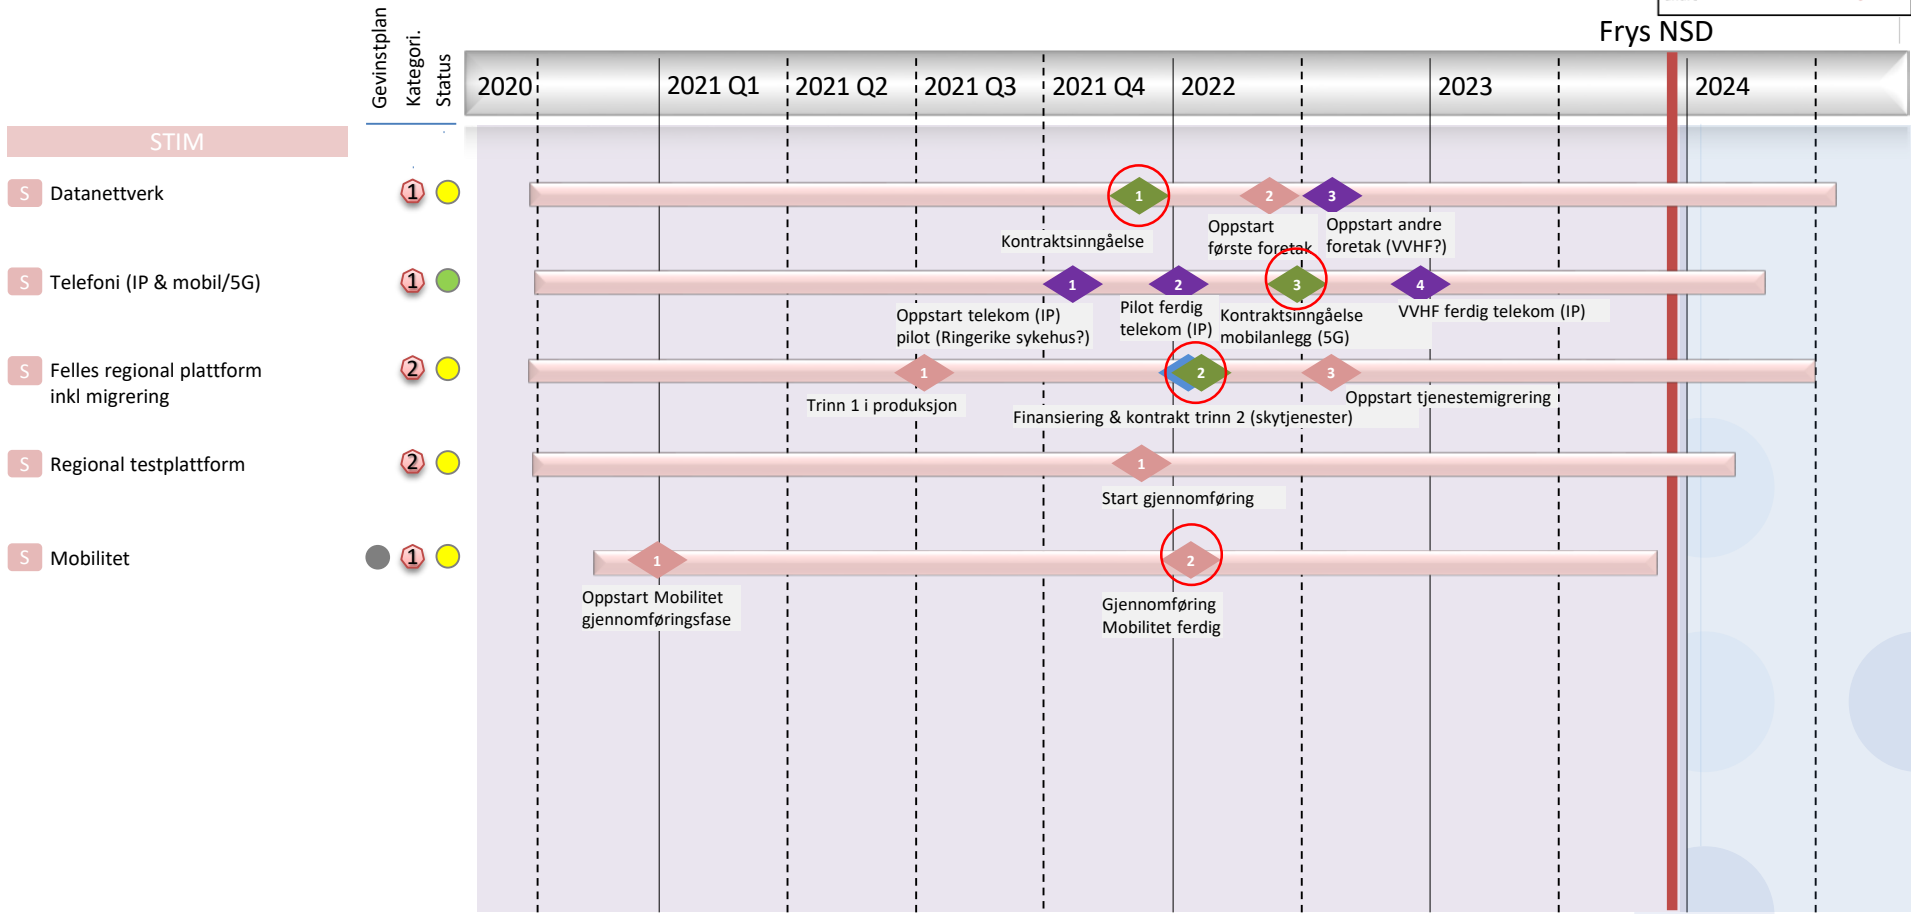 Frys NSD
Gevinstplan
Kategori.
Status
2020
2021 Q1
2021 Q2
2021 Q3
2021 Q4
2022
2023
2024
STIM
S Datanettverk
1
1
2
3
Kontraktsinngåelse
Oppstart
første foretak
Oppstart andre
foretak (VVHF?)
S Telefoni (IP & mobil/5G)
1
1
2
3
4
Oppstart telekom (IP)
pilot (Ringerike sykehus?)
Pilot ferdig
telekom (IP)
Kontraktsinngåelse
mobilanlegg (5G)
VVHF ferdig telekom (IP)
S Felles regional plattform
inkl migrering
2
1
2
3
Trinn 1 i produksjon
Finansiering & kontrakt trinn 2 (skytjenester)
Oppstart tjenestemigrering
S Regional testplattform
2
1
Start gjennomføring
S Mobilitet
1
1
2
Oppstart Mobilitet
gjennomføringsfase
Gjennomføring
Mobilitet ferdig